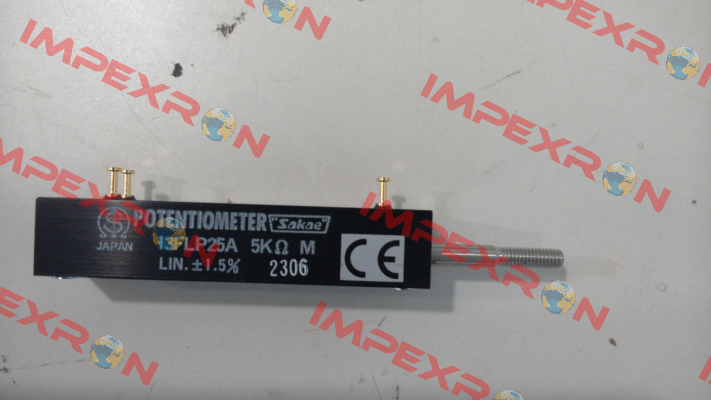 IMPEXRON
IMPEXRON
IMPEXRON
IMPEXRON
IMPEXRON
IMPEXRON
IMPEXRON
POTENTIOMETER "Sakae"
JAPAN 13FLP25A 5KΩ M
LIN. ±1.5% 2306
CE